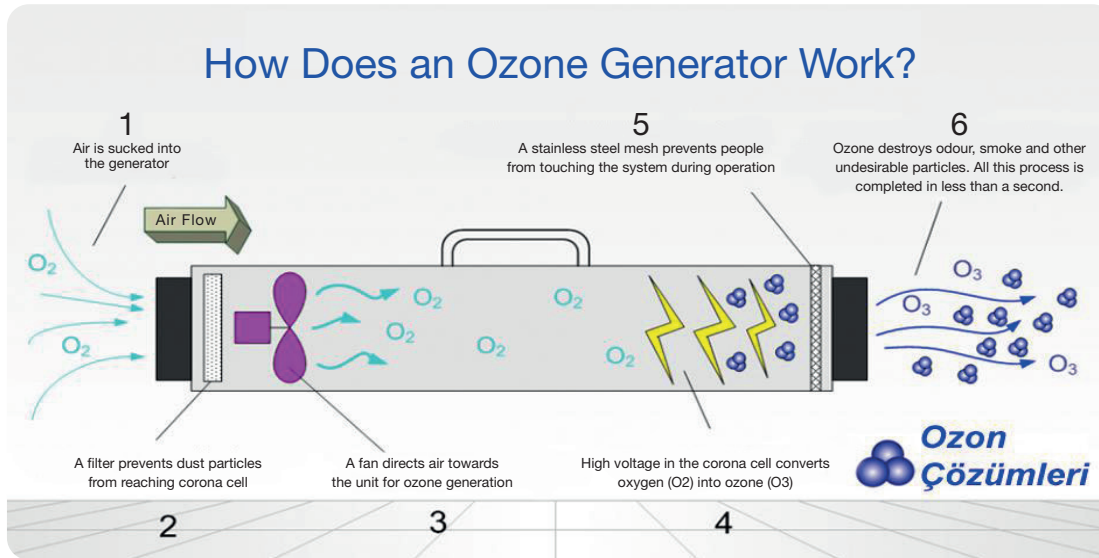 How Does an Ozone Generator Work?
1
Air is sucked into
the generator
5
A stainless steel mesh prevents people
from touching the system during operation
6
Ozone destroys odour, smoke and other
undesirable particles. All this process is
completed in less than a second.
Air Flow
O2
O2
O2
O2
O2
O2
O2
O3
O3
O3
A filter prevents dust particles
from reaching corona cell
2
A fan directs air towards
the unit for ozone generation
3
High voltage in the corona cell converts
oxygen (O2) into ozone (O3)
4
Ozon
Çözümleri